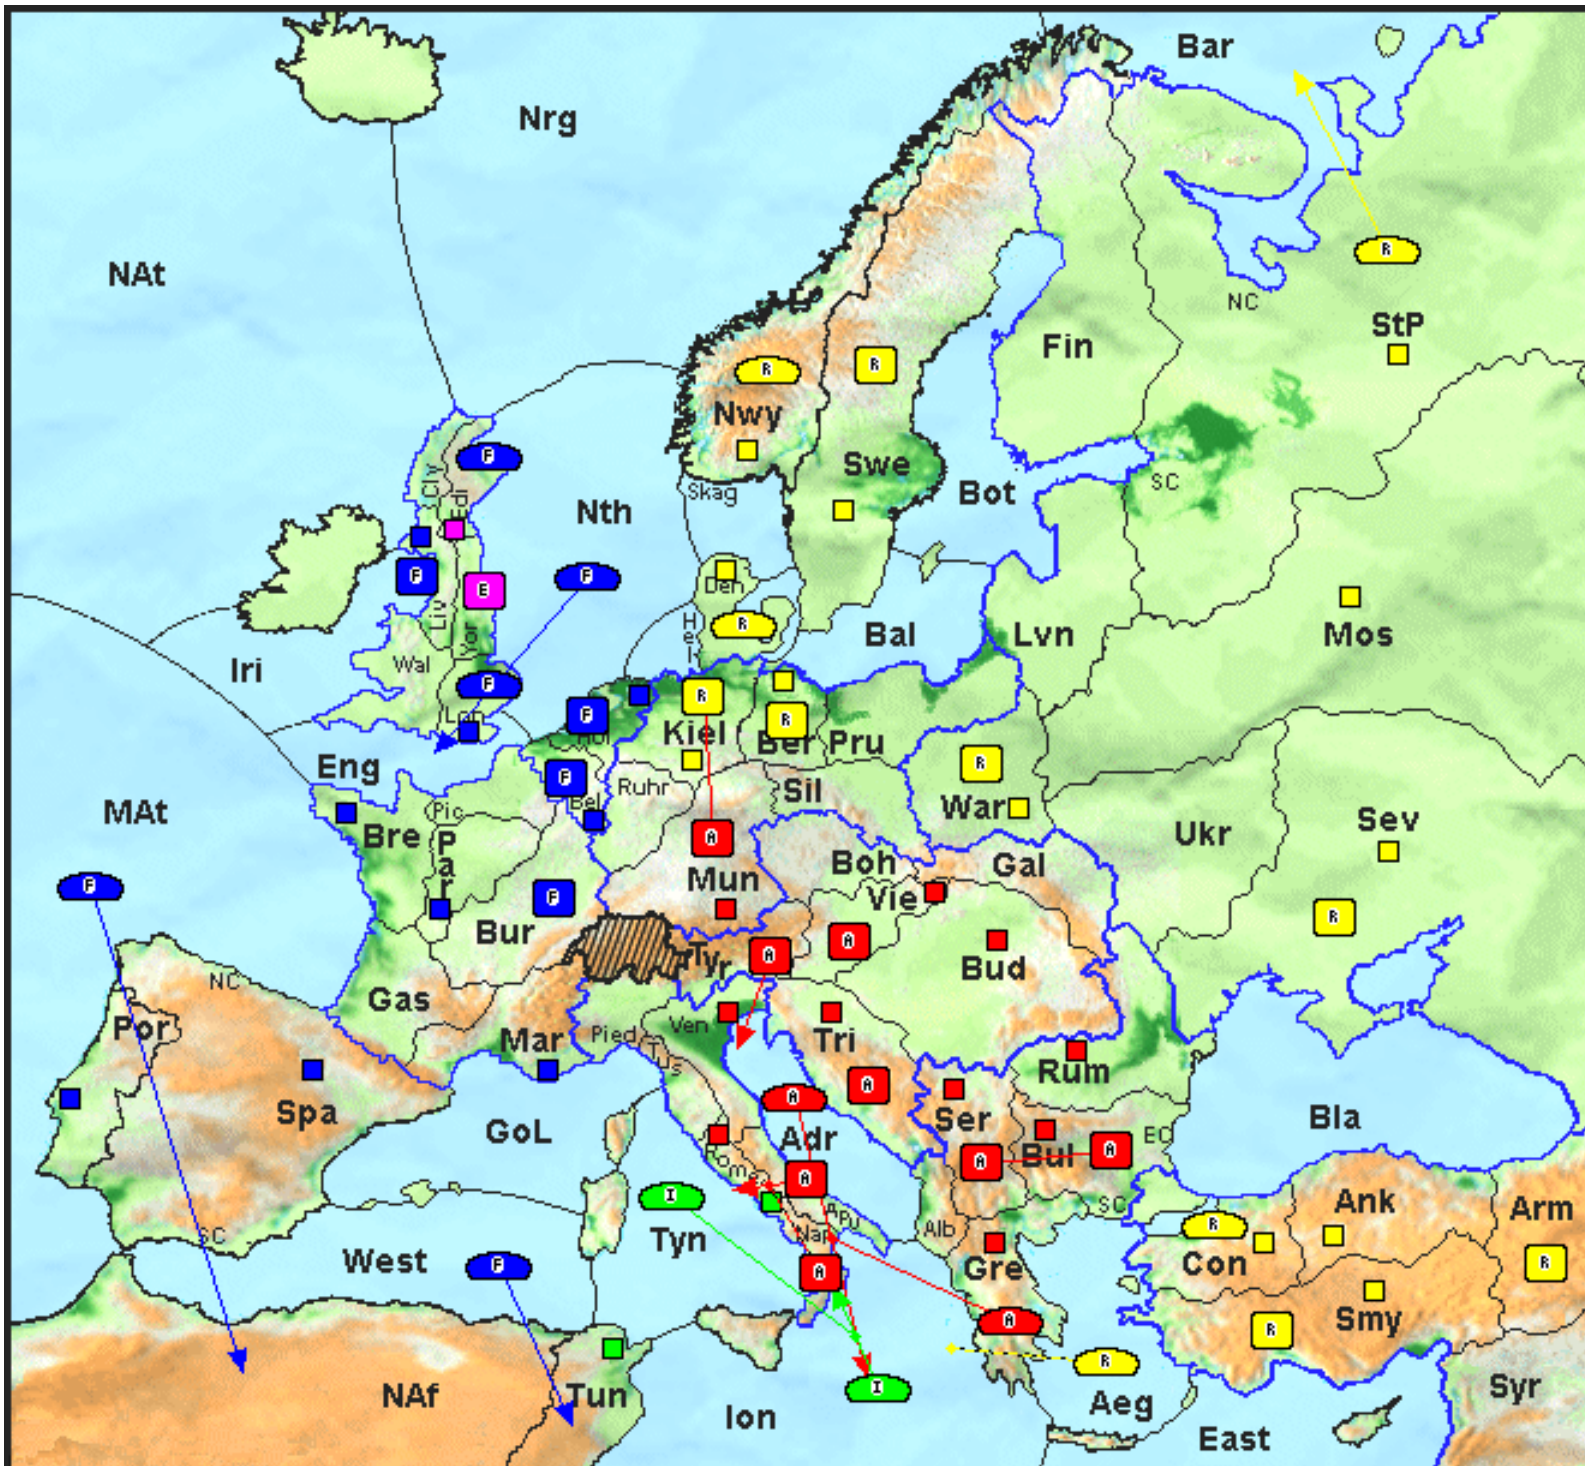 Bar
Nrg
R
NAt
NC
StP
Fin
R
R
Nwy
Swe
Cly
F
Edi
Skag
Bot
SC
Nth
F
F
Den
E
Liv
Yor
Hel
R
Bal
Lvn
Mos
Wal
Iri
F
Lon
R
F
Hol
Kiel
R
Ber
Pru
Eng
F
Bel
Ruhr
Sil
R
War
MAt
Pic
Bre
Par
A
Boh
Gal
Ukr
Sev
F
Mun
Vie
F
Bur
R
A
A
Tyr
Bud
NC
Gas
Por
Mar
Pied
Ven
Tus
Tri
Rum
Spa
A
A
Ser
GoL
Adr
Bul
EC
Bla
Rome
A
A
A
I
Apu
Nap
Alb
SC
Ank
Arm
SC
West
Tyn
R
Con
F
A
Gre
R
A
R
Smy
R
NAf
Tun
I
Ion
Aeg
Syr
East